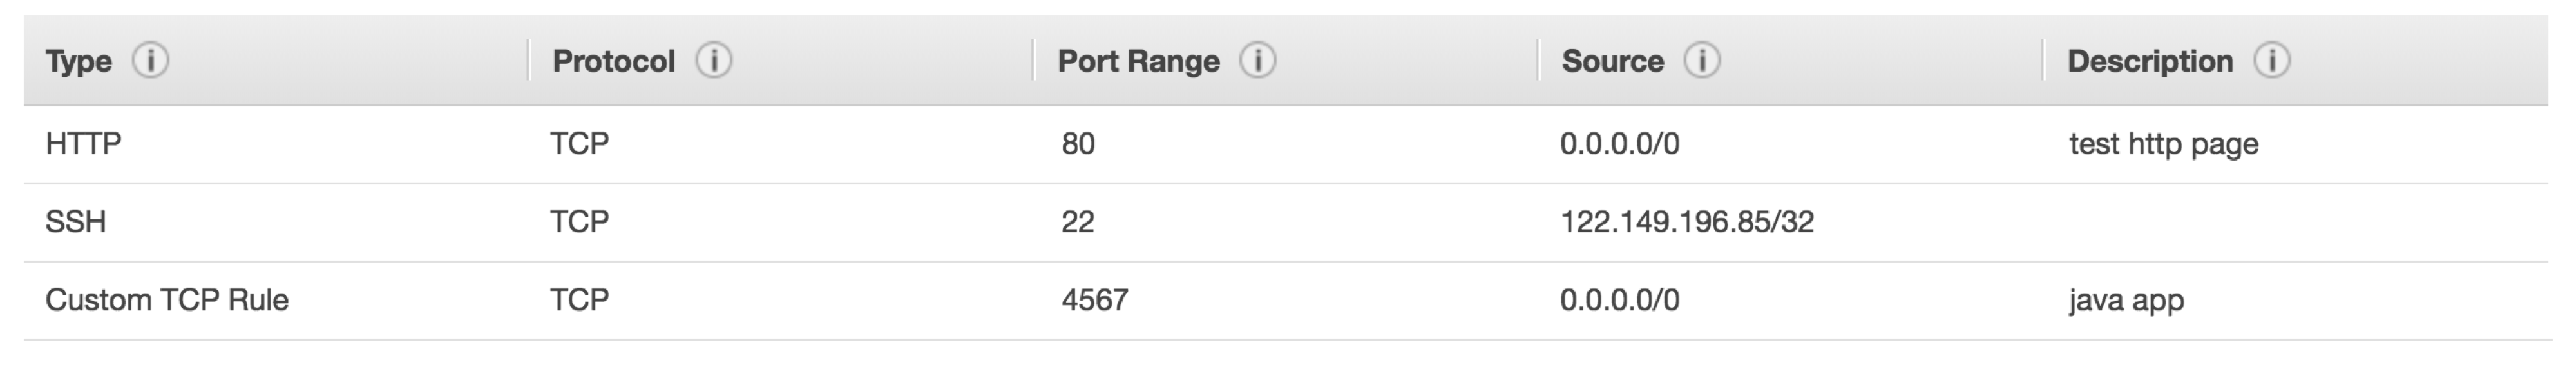 Type Protocol Port Range Source Description
HTTP TCP 80 0.0.0.0/0 test http page
SSH TCP 22 122.149.196.85/32
Custom TCP Rule TCP 4567 0.0.0.0/0 java app